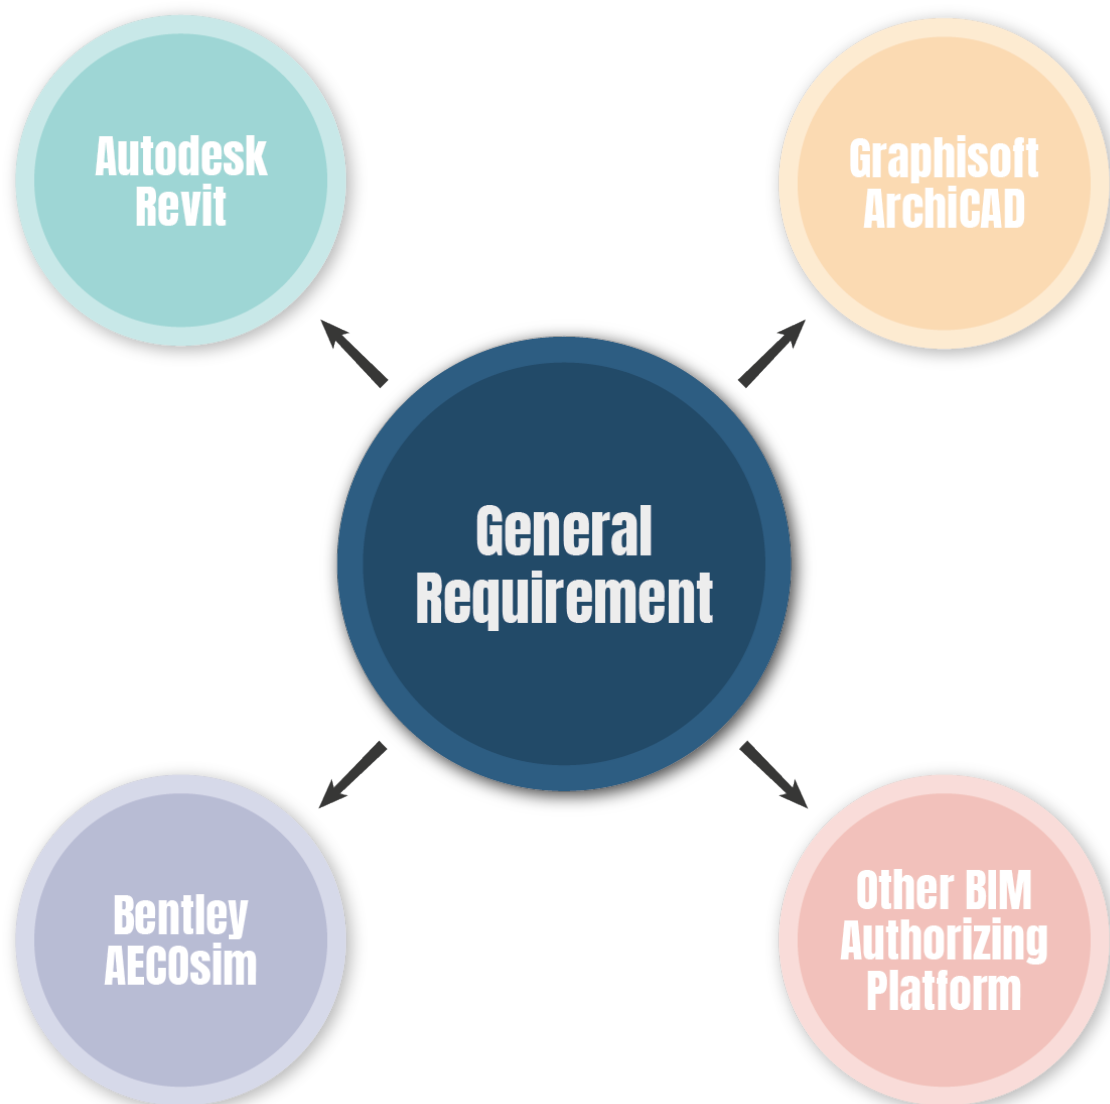 Autodesk
Revit
Graphisoft
ArchiCAD
General
Requirement
Bentley
AECOsim
Other BIM
Authorizing
Platform